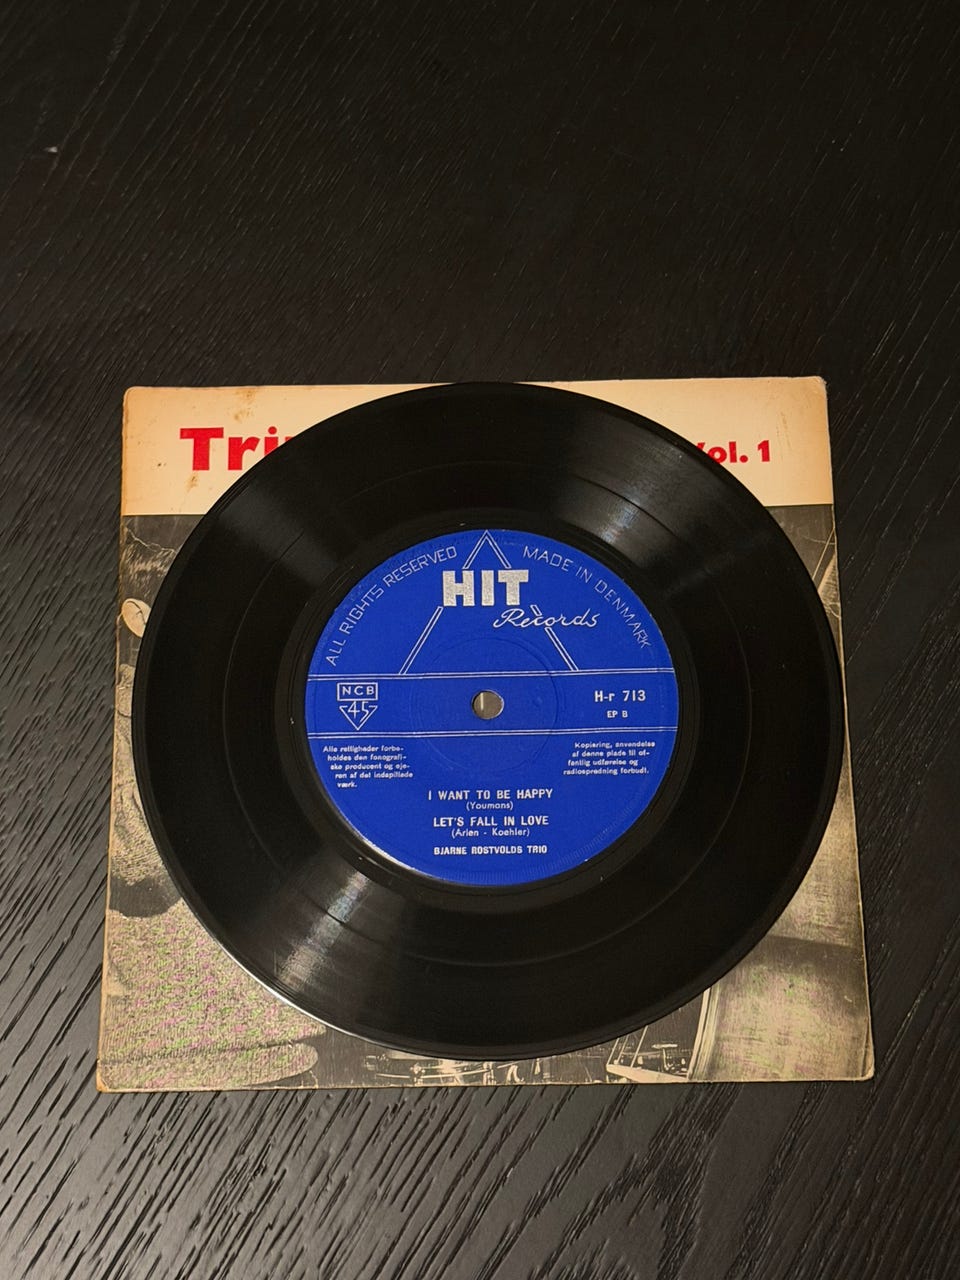 Vol. 1
ALL RIGHTS RESERVED
MADE IN DENMARK
HIT
Records
NCB
45
H-r 713
EP B
Alle rettigheder forbe-
holdes den fonografi-
ske producent og eje-
ren af det indspillede
værk.
Kopiering, anvendelse
af denne plade til of-
fentlig udførelse og
radiospredning forbudt.
I WANT TO BE HAPPY
(Youmans)
LET'S FALL IN LOVE
(Arlen - Koehler)
BJARNE ROSTVOLDS TRIO